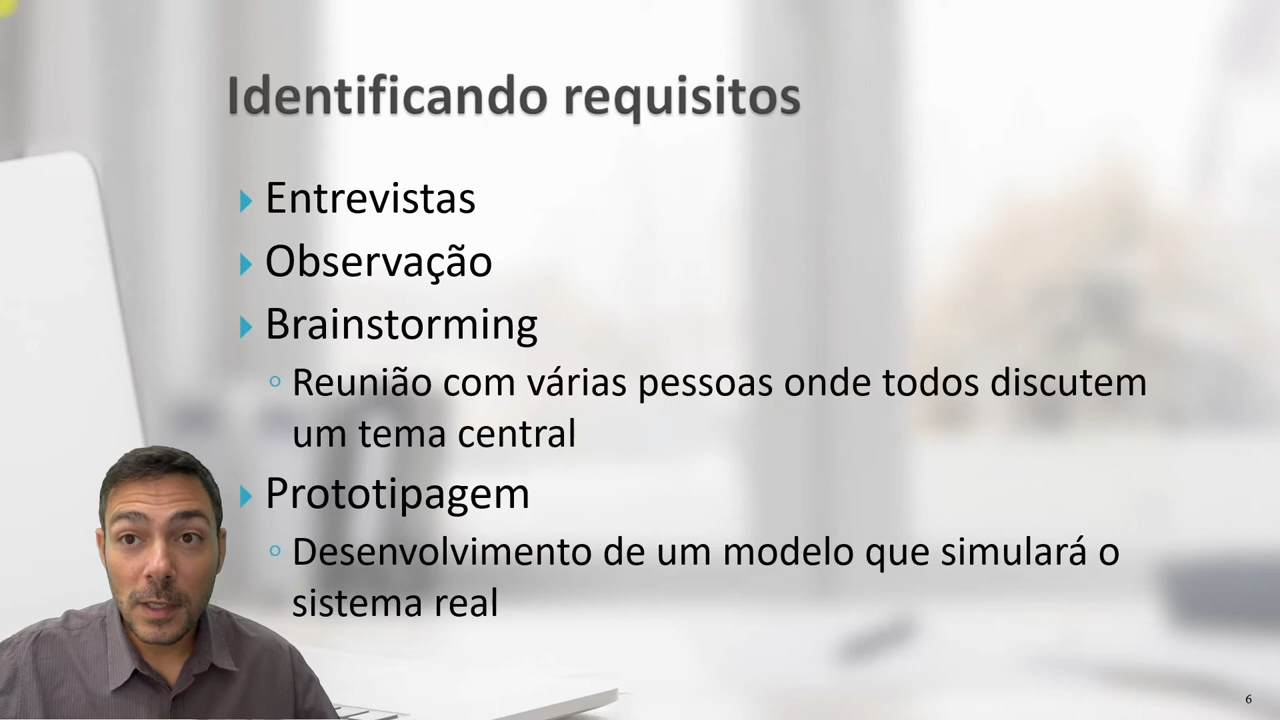 Identificando requisitos
Entrevistas
Observação
Brainstorming
Reunião com várias pessoas onde todos discutem
um tema central
Prototipagem
Desenvolvimento de um modelo que simulará o
sistema real
6